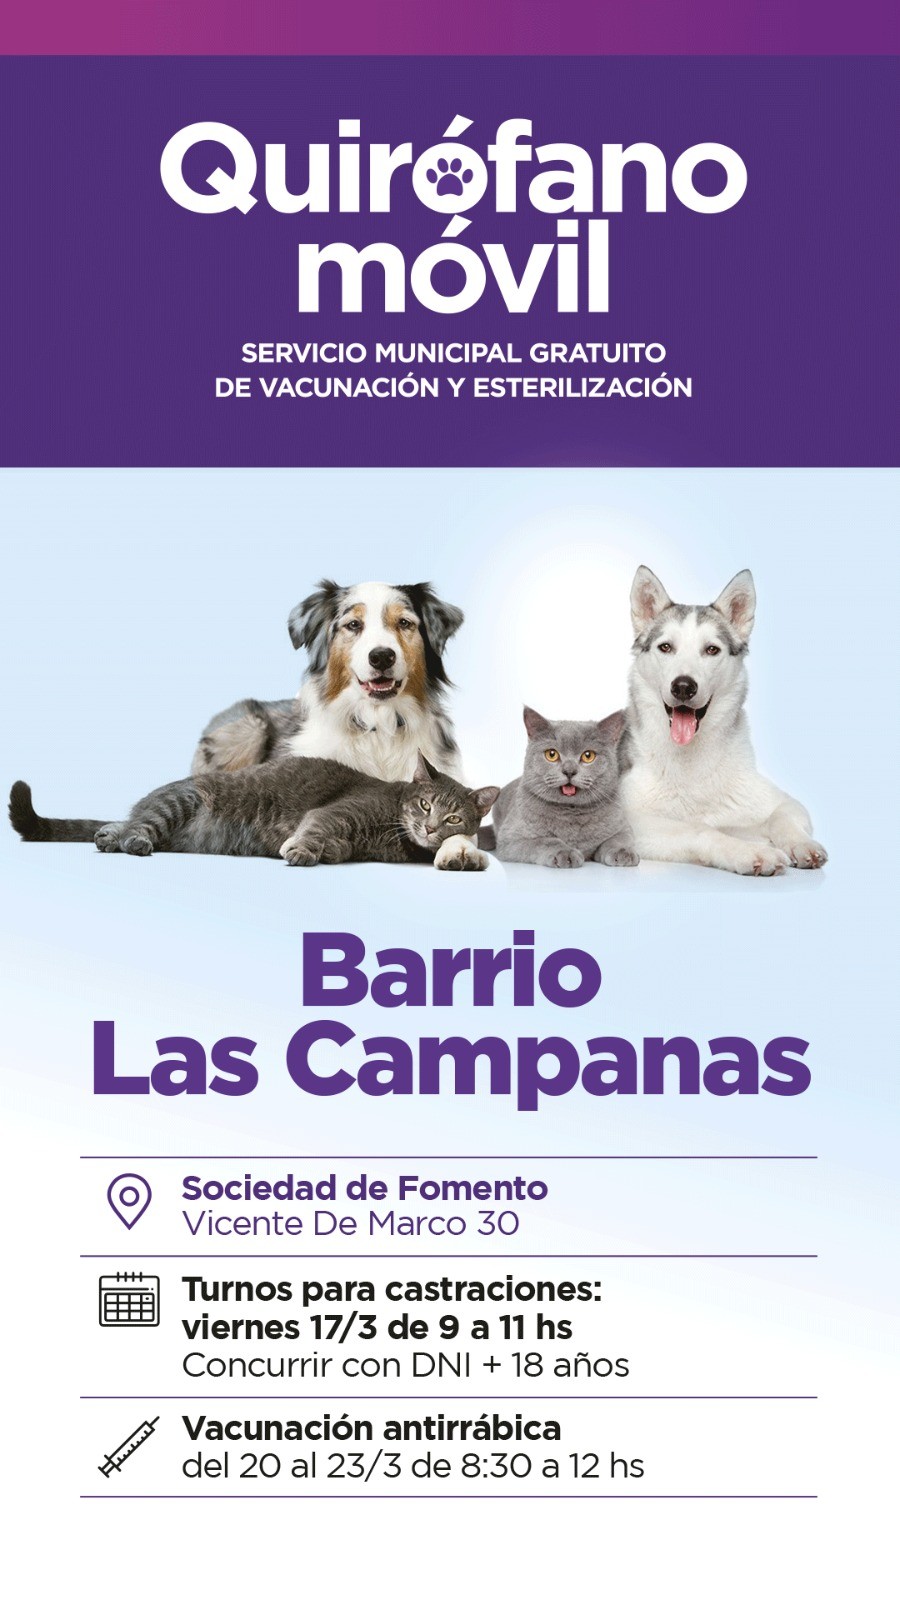 Quirófano
móvil
SERVICIO MUNICIPAL GRATUITO
DE VACUNACIÓN Y ESTERILIZACIÓN
Barrio
Las Campanas
Sociedad de Fomento
Vicente De Marco 30
Turnos para castraciones:
viernes 17/3 de 9 a 11 hs
Concurrir con DNI + 18 años
Vacunación antirrábica
del 20 al 23/3 de 8:30 a 12 hs